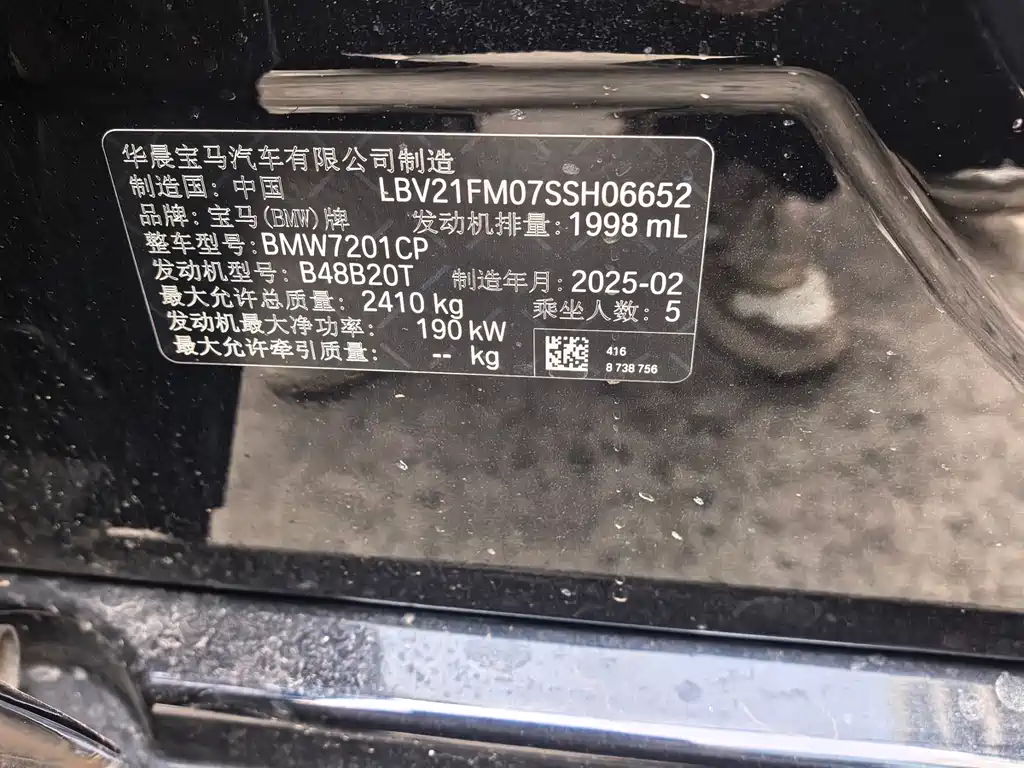 华晨宝马汽车有限公司制造
制造国: 中国 LBV21FM07SSH06652
品牌: 宝马(BMW)牌 发动机排量: 1998 mL
整车型号: BMW7201CP
发动机型号: B48B20T 制造年月: 2025-02
最大允许总质量: 2410 kg 乘坐人数: 5
发动机最大净功率: 190 kW
最大允许牵引质量: -- kg
416
8 738 756